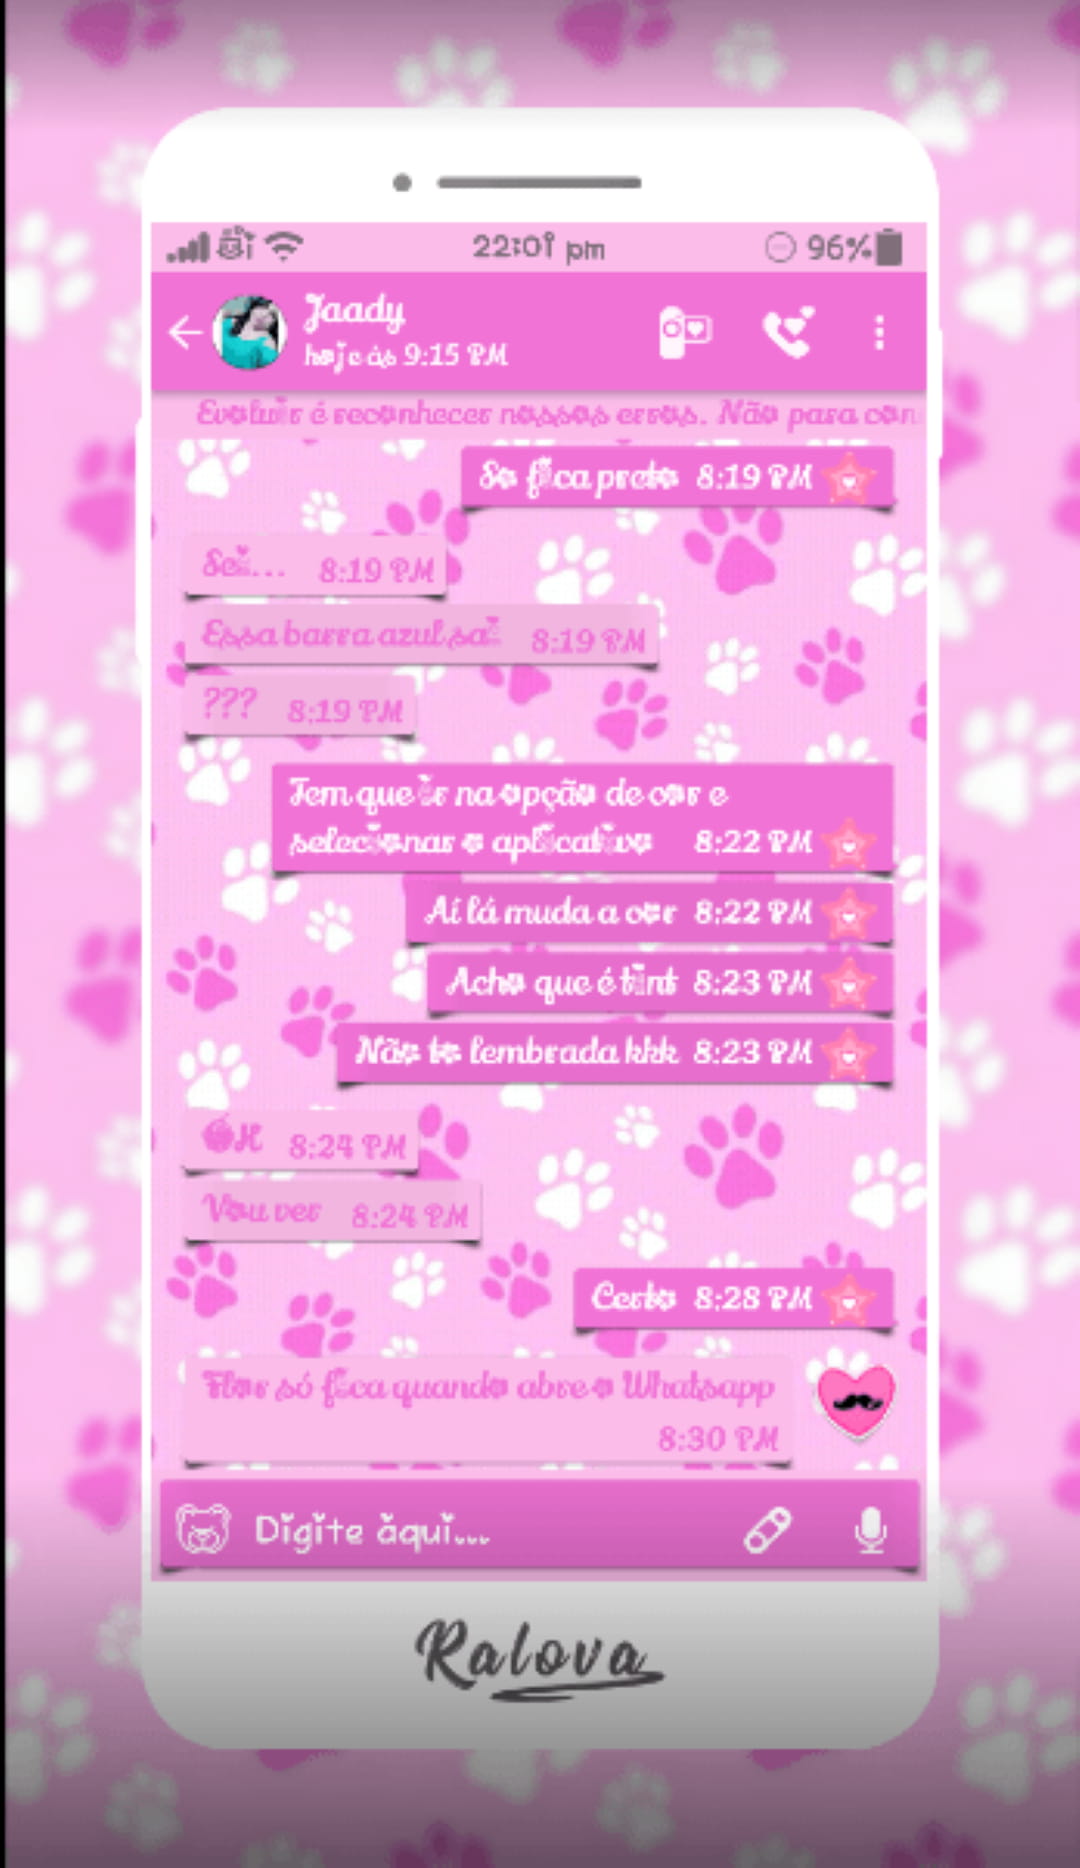 22:01 pm
96%
Jaady
hoje às 9:15 PM
Evoluir é reconhecer nossos erros. Não para con
So fica preto 8:19 PM
Sei... 8:19 PM
Essa barra azul sai 8:19 PM
??? 8:19 PM
Tem que ir na opção de cor e
selecionar o aplicativo 8:22 PM
Aí lá muda a cor 8:22 PM
Acho que é tint 8:23 PM
Não to lembrada kkk 8:23 PM
OK 8:24 PM
Vou ver 8:24 PM
Certo 8:28 PM
Flor só fica quando abre o Whatsapp
8:30 PM
Digite aqui...
Ralova